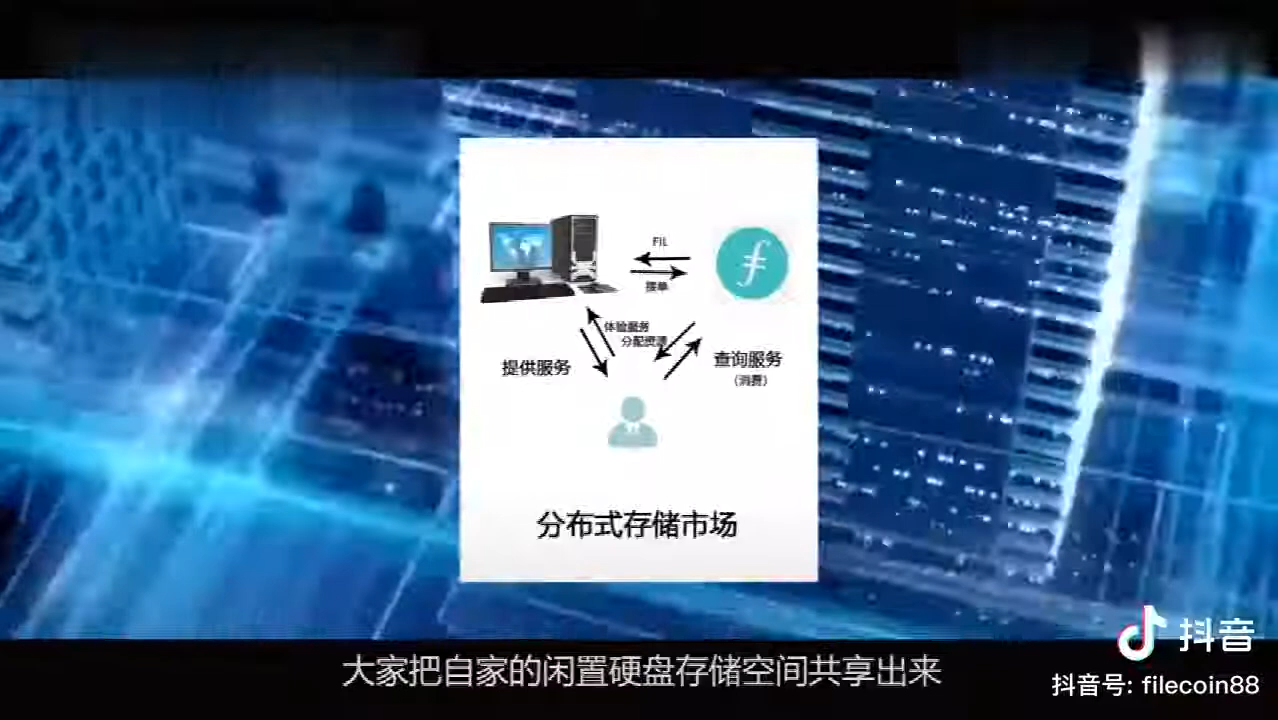 FIL
接单
体验服务
分配资源
提供服务
查询服务
(消费)
分布式存储市场
抖音
大家把自家的闲置硬盘存储空间共享出来
抖音号: filecoin88